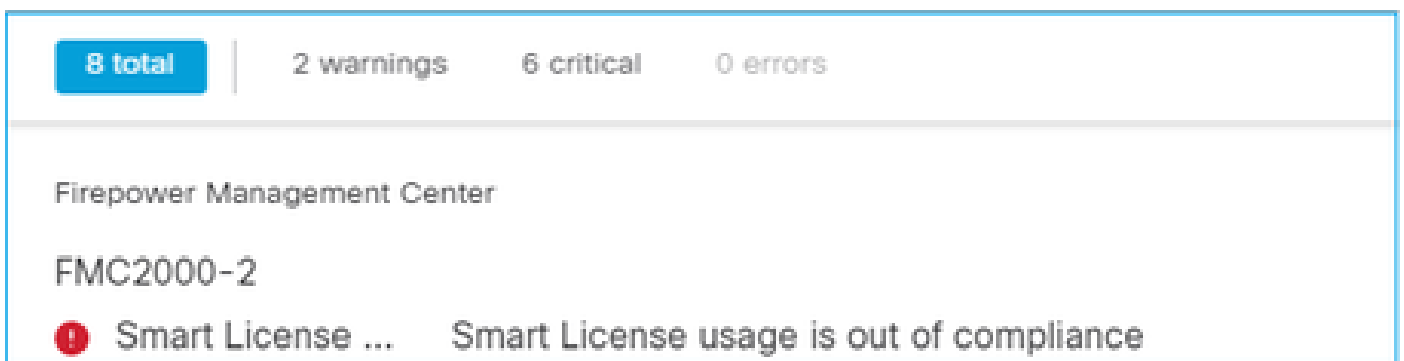 8 total 2 warnings 6 critical 0 errors
Firepower Management Center
FMC2000-2
Smart License ... Smart License usage is out of compliance